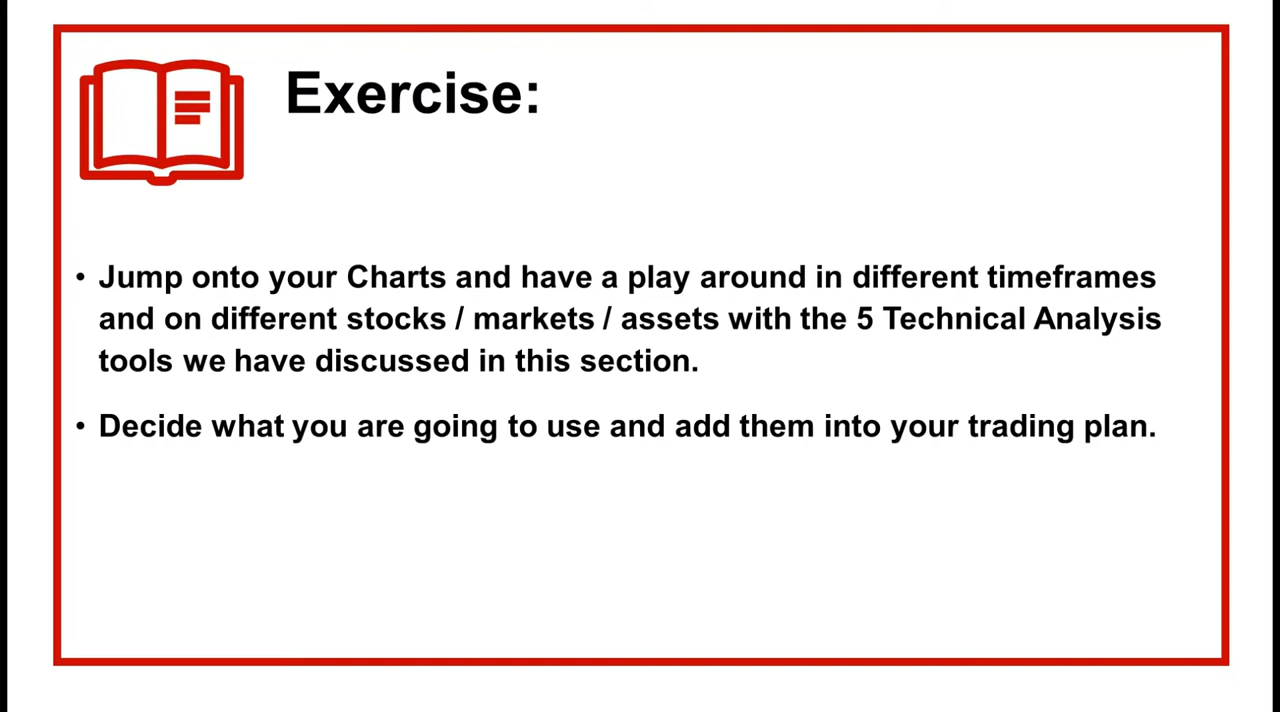 Exercise:
• Jump onto your Charts and have a play around in different timeframes
and on different stocks / markets / assets with the 5 Technical Analysis
tools we have discussed in this section.
• Decide what you are going to use and add them into your trading plan.